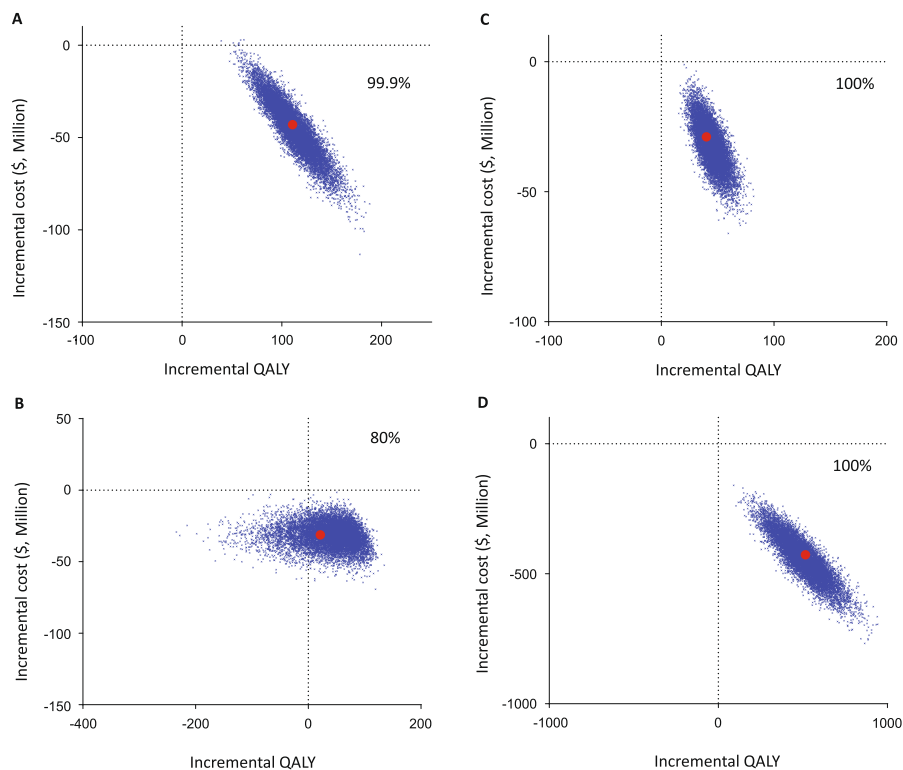 A
0
-50
-100
-150
-100
0
100
200
99.9%
Incremental cost ($, Million)
Incremental QALY
C
0
-50
-100
-100
0
100
200
100%
Incremental cost ($, Million)
Incremental QALY
B
50
0
-50
-100
-150
-400
-200
0
200
80%
Incremental cost ($, Million)
Incremental QALY
D
0
-500
-1000
-1000
0
1000
100%
Incremental cost ($, Million)
Incremental QALY